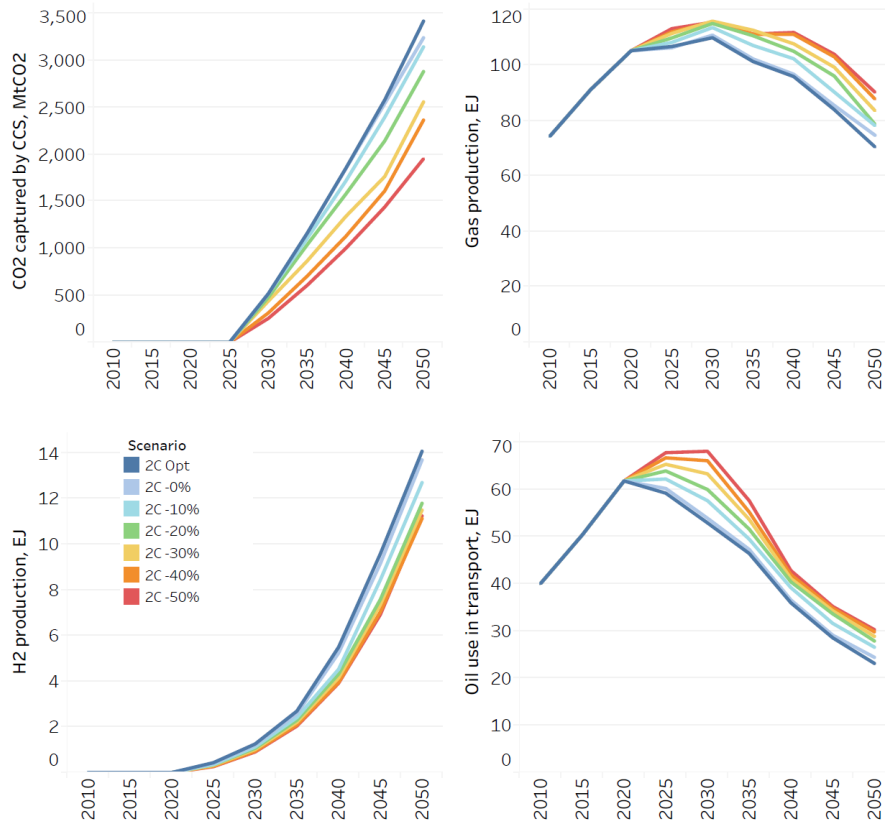 CO2 captured by CCS, MtCO2
3,500
3,000
2,500
2,000
1,500
1,000
500
0
2010 2015 2020 2025 2030 2035 2040 2045 2050
Gas production, EJ
120
100
80
60
40
20
0
2010 2015 2020 2025 2030 2035 2040 2045 2050
H2 production, EJ
14
12
10
8
6
4
2
0
Scenario
2C Opt
2C -0%
2C -10%
2C -20%
2C -30%
2C -40%
2C -50%
2010 2015 2020 2025 2030 2035 2040 2045 2050
Oil use in transport, EJ
70
60
50
40
30
20
10
0
2010 2015 2020 2025 2030 2035 2040 2045 2050